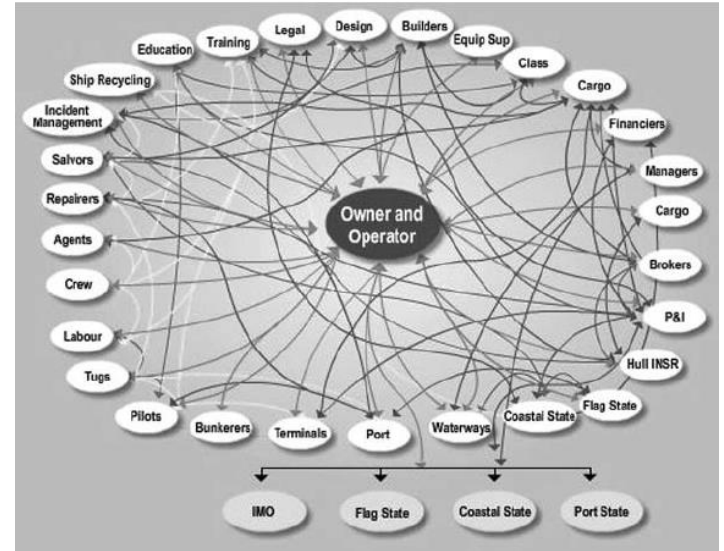 Design
Builders
Legal
Equip Sup
Training
Education
Class
Ship Recycling
Cargo
Incident
Management
Financiers
Salvors
Managers
Repairers
Cargo
Owner and
Operator
Agents
Brokers
Crew
P&I
Labour
Hull INSR
Tugs
Flag State
Pilots
Coastal State
Bunkerers
Terminals
Port
Waterways
IMO
Flag State
Coastal State
Port State